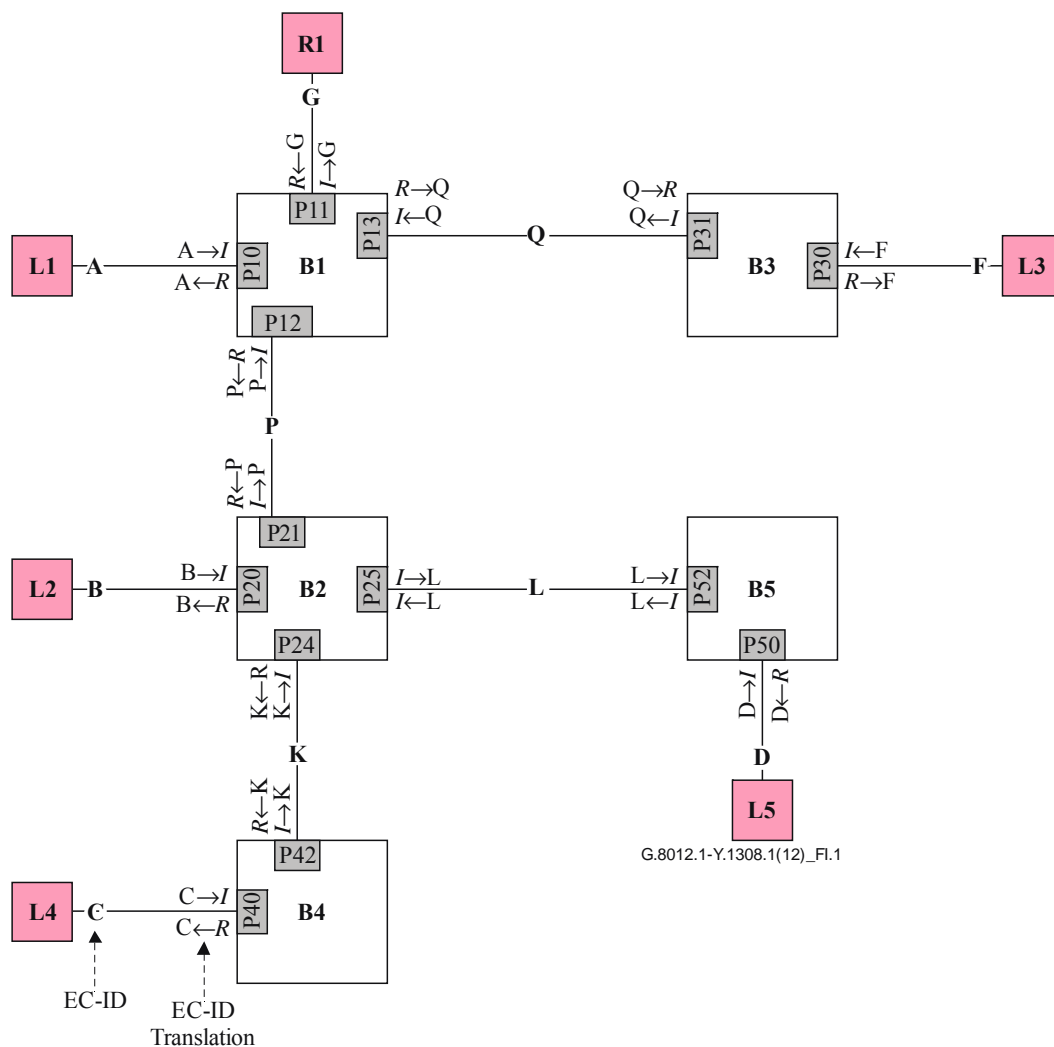 R1
G
R←G
I→G
P11
R→Q
I←Q
P13
Q→R
Q←I
P31
Q
L1
A
A→I
A←R
P10
B1
B3
P30
I←F
R→F
F
L3
P12
P←R
P→I
P
R←P
I→P
P21
L2
B
B→I
B←R
P20
B2
P25
I→L
I←L
L
L→I
L←I
P52
B5
P24
P50
K←R
K→I
D→I
D←R
K
D
R←K
I→K
L5
G.8012.1-Y.1308.1(12)_FI.1
P42
L4
C
C→I
C←R
P40
B4
EC-ID
EC-ID
Translation